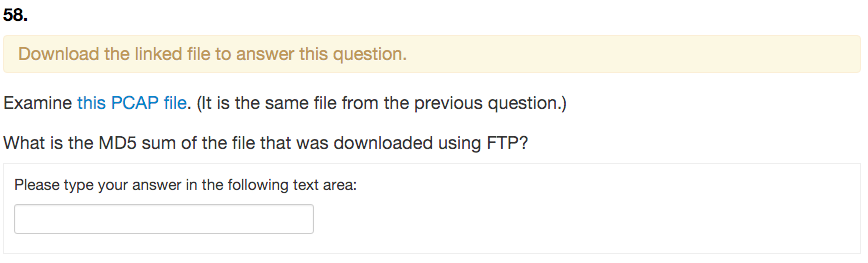 58.
Download the linked file to answer this question.
Examine this PCAP file. (It is the same file from the previous question.)
What is the MD5 sum of the file that was downloaded using FTP?
Please type your answer in the following text area: